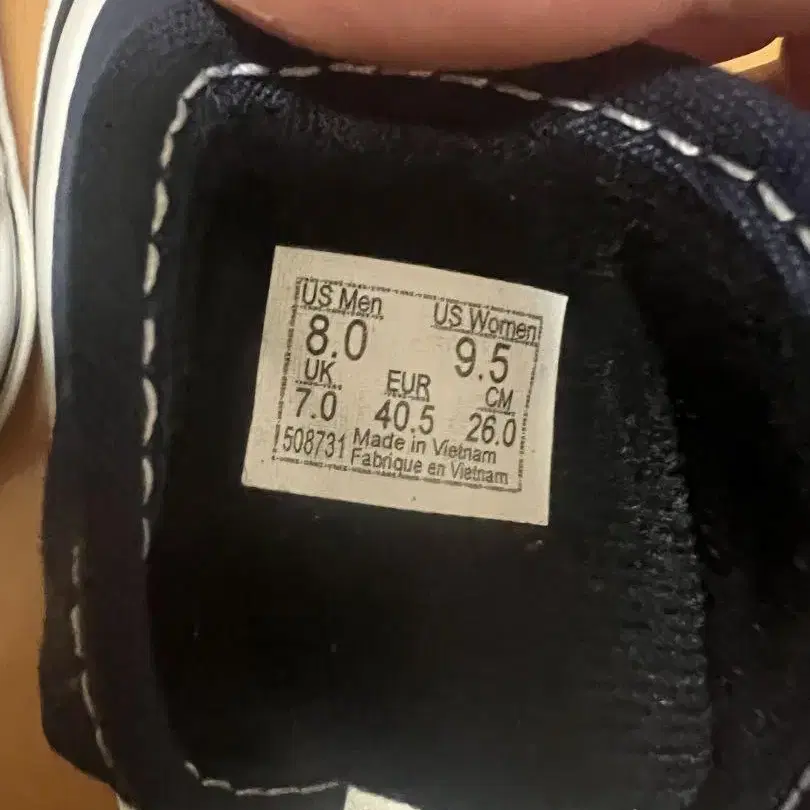 US Men US Women
8.0 9.5
UK EUR CM
7.0 40.5 26.0
508731 Made in Vietnam
Fabrique en Vietnam